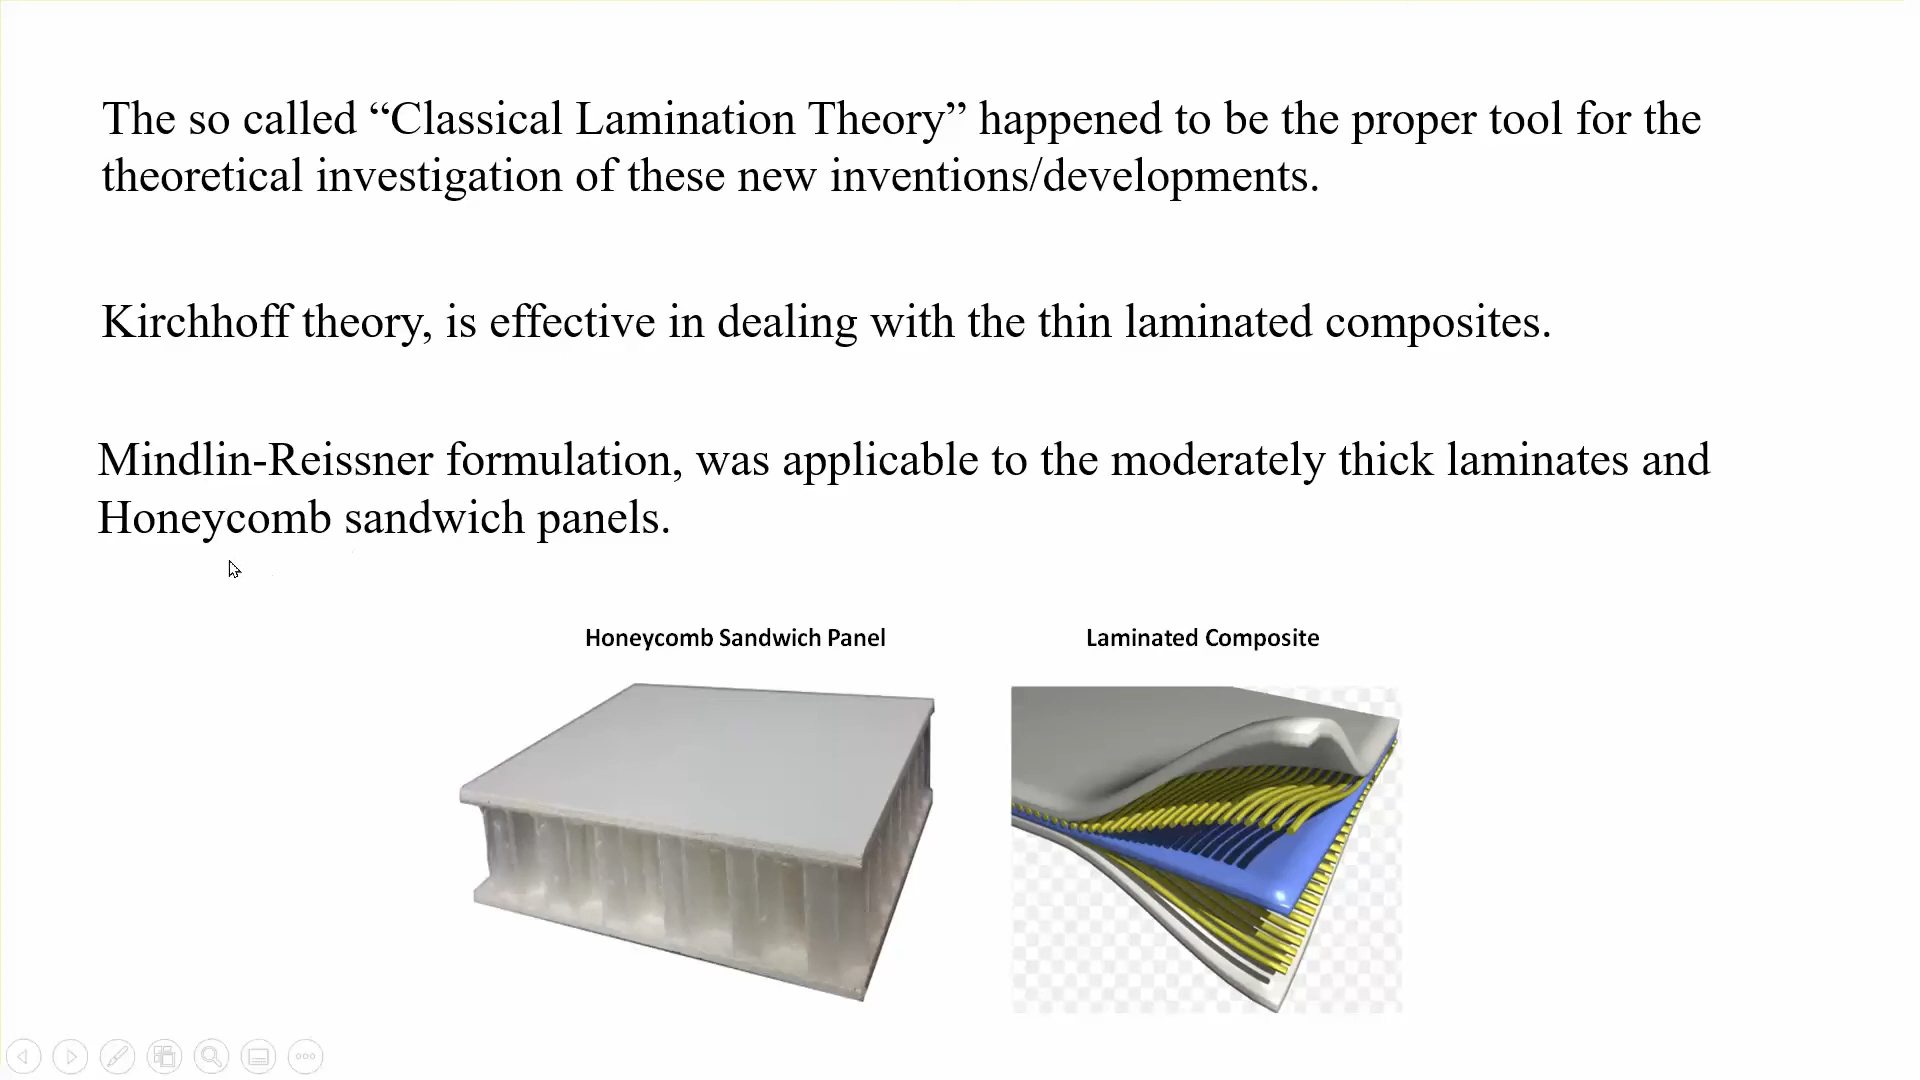 The so called “Classical Lamination Theory” happened to be the proper tool for the
theoretical investigation of these new inventions/developments.
Kirchhoff theory, is effective in dealing with the thin laminated composites.
Mindlin-Reissner formulation, was applicable to the moderately thick laminates and
Honeycomb sandwich panels.
Honeycomb Sandwich Panel
Laminated Composite